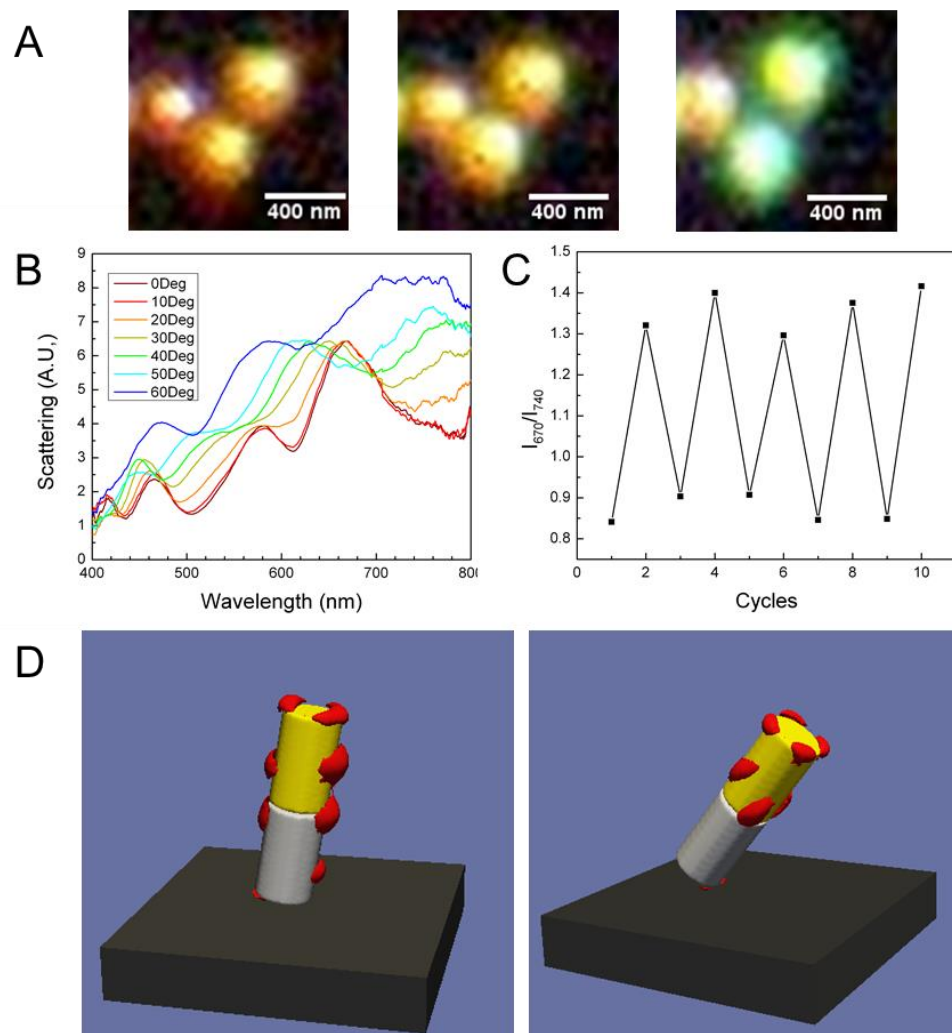 A
400 nm
400 nm
400 nm
B
9
8
7
6
5
4
3
2
1
0
400
500
600
700
800
Scattering (A.U,)
Wavelength (nm)
0Deg
10Deg
20Deg
30Deg
40Deg
50Deg
60Deg
C
1.5
1.4
1.3
1.2
1.1
1.0
0.9
0.8
0
2
4
6
8
10
I670/I740
Cycles
D